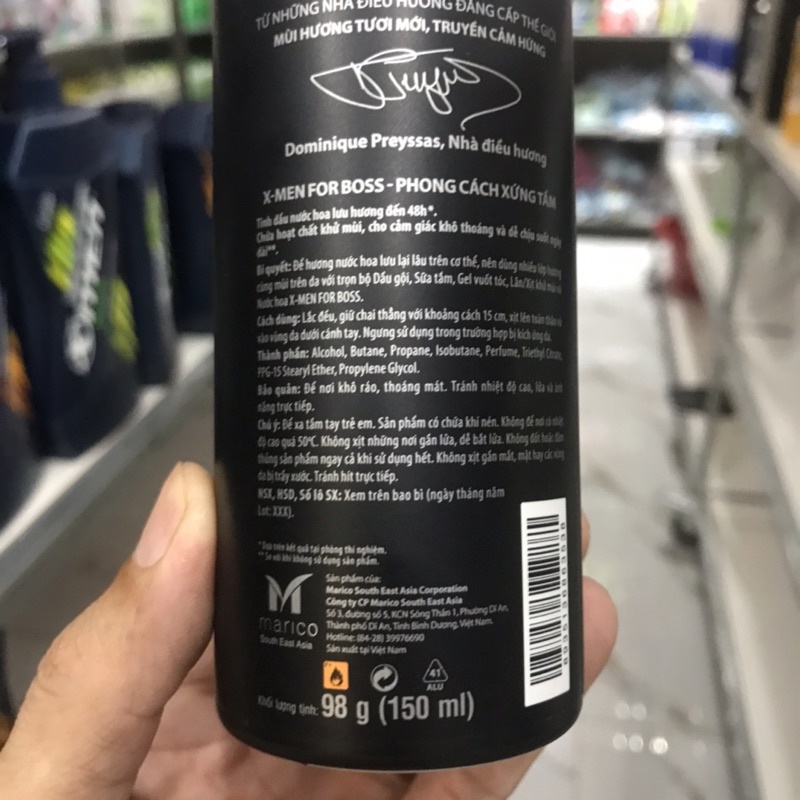 TỪ NHỮNG NHÀ ĐIỀU HƯƠNG ĐẲNG CẤP THẾ GIỚI
MÙI HƯƠNG TƯƠI MỚI, TRUYỀN CẢM HỨNG
Dominique Preyssas, Nhà điều hương
X-MEN FOR BOSS - PHONG CÁCH XỨNG TẦM
Tinh dầu nước hoa lưu hương đến 48h*.
Chứa hoạt chất khử mùi, cho cảm giác khô thoáng và dễ chịu suốt ngày
dài**.
Bí quyết: Để hương nước hoa lưu lại lâu trên cơ thể, nên dùng nhiều lớp hương
cùng mùi trên da với trọn bộ Dầu gội, Sữa tắm, Gel vuốt tóc, Lăn/Xịt khử mùi và
Nước hoa X-MEN FOR BOSS.
Cách dùng: Lắc đều, giữ chai thẳng với khoảng cách 15 cm, xịt lên toàn thân và
vào vùng da dưới cánh tay. Ngưng sử dụng trong trường hợp bị kích ứng da.
Thành phần: Alcohol, Butane, Propane, Isobutane, Perfume, Triethyl Citrate,
PPG-15 Stearyl Ether, Propylene Glycol.
Bảo quản: Để nơi khô ráo, thoáng mát. Tránh nhiệt độ cao, lửa và ánh
nắng trực tiếp.
Chú ý: Để xa tầm tay trẻ em. Sản phẩm có chứa khí nén. Không để nơi có nhiệt
độ cao quá 50°C. Không xịt những nơi gần lửa, dễ bắt lửa. Không đốt hoặc đâm
thủng sản phẩm ngay cả khi sử dụng hết. Không xịt gần mắt, mặt hay các vùng
da bị trầy xước. Tránh hít trực tiếp.
NSX, HSD, Số lô SX: Xem trên bao bì (ngày tháng năm
Lot: XXX).
*Dựa trên kết quả tại phòng thí nghiệm.
**So với khi không sử dụng sản phẩm.
marico
South East Asia
Sản phẩm của:
Marico South East Asia Corporation
Công ty CP Marico South East Asia
Số 3, đường số 5, KCN Sóng Thần 1, Phường Dĩ An,
Thành phố Dĩ An, Tỉnh Bình Dương, Việt Nam.
Hotline: (84-28) 39976690
Sản xuất tại Việt Nam
41
ALU
Khối lượng tịnh: 98 g (150 ml)